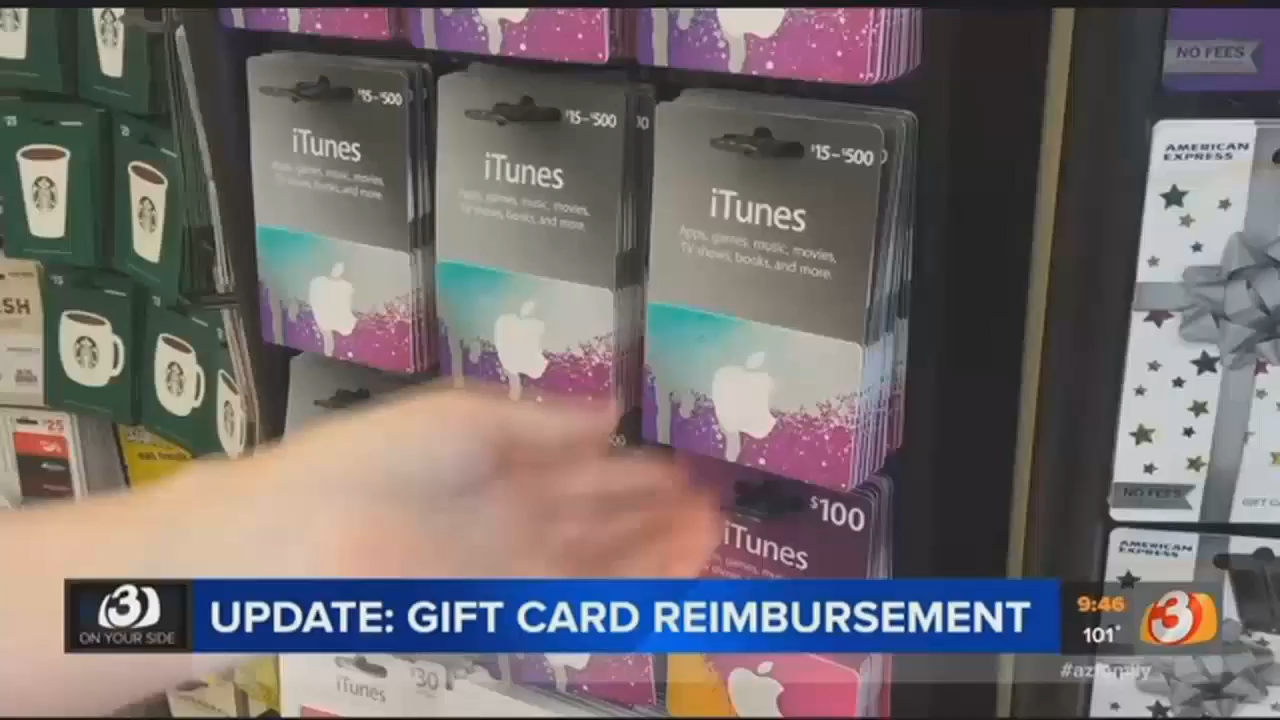 NO FEES
$15-$500
iTunes
Apps, games, music, movies,
TV shows, books, and more.
$15-$500
iTunes
Apps, games, music, movies,
TV shows, books, and more.
$15-$500
iTunes
Apps, games, music, movies,
TV shows, books, and more.
AMERICAN
EXPRESS
$25
$100
iTunes
NO FEES
AMERICAN
EXPRESS
3
ON YOUR SIDE
UPDATE: GIFT CARD REIMBURSEMENT
9:46
101°
3
#azfamily
iTunes
$30